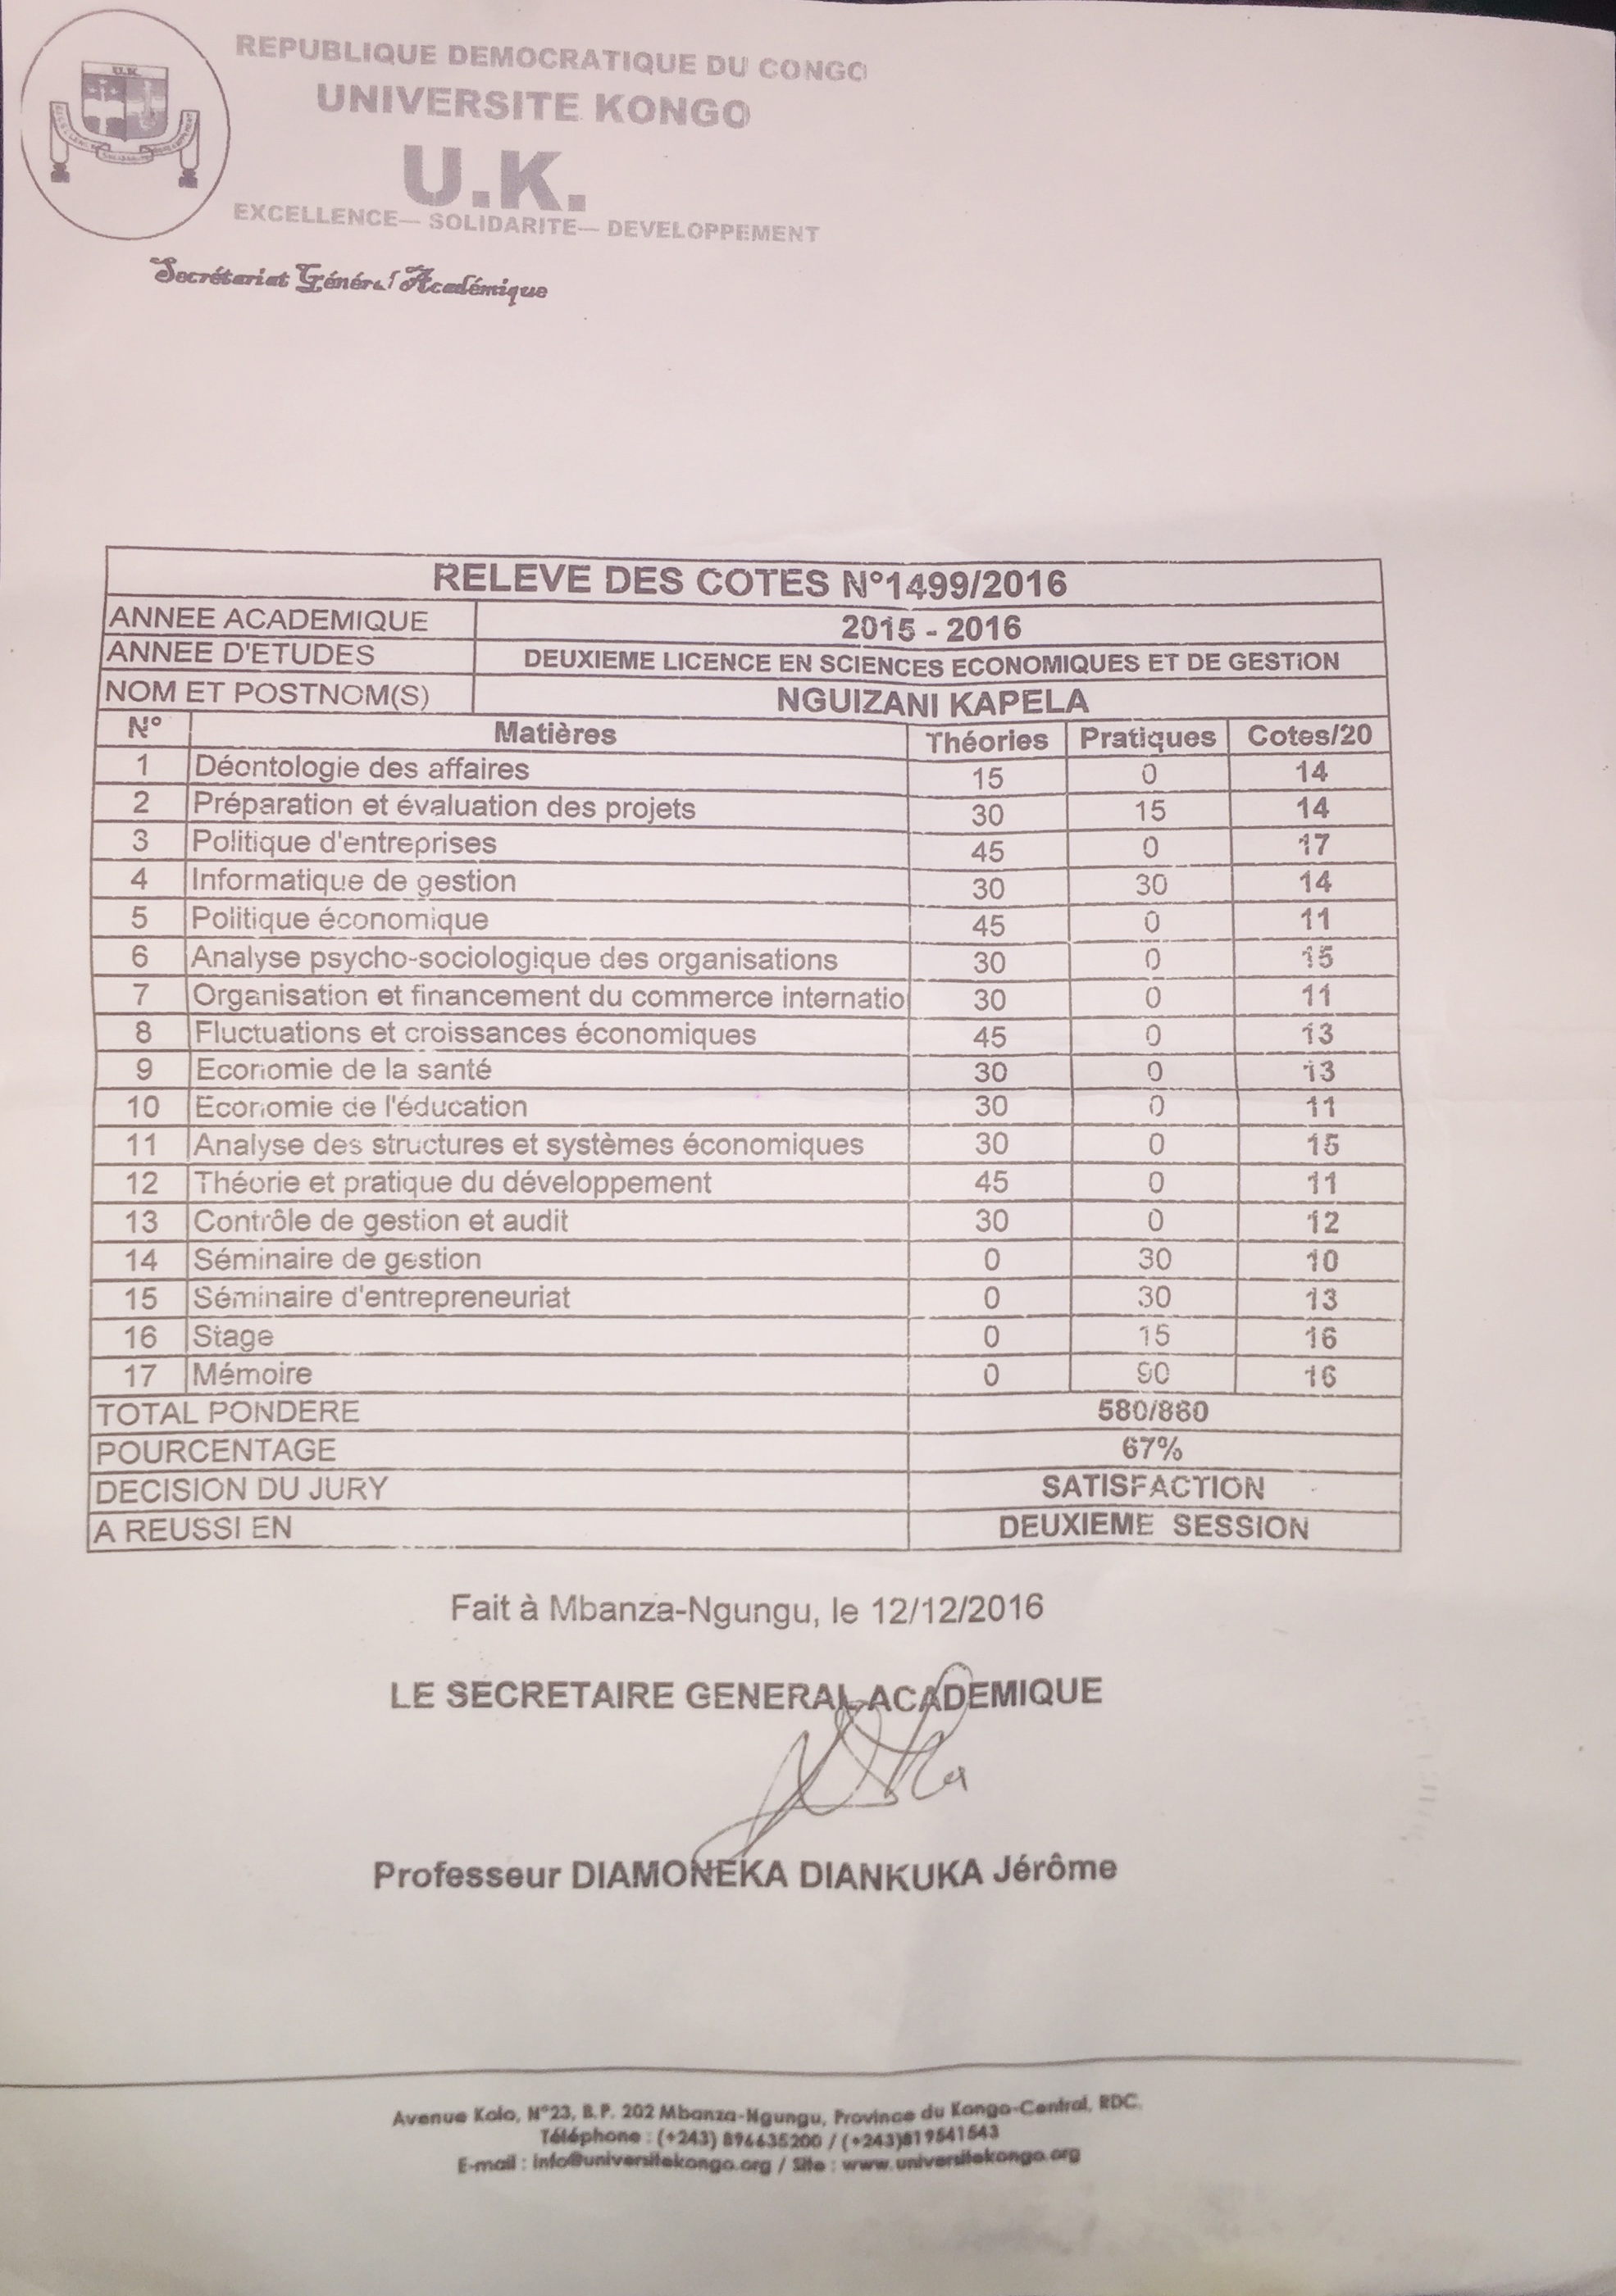 U.K.
REPUBLIQUE DEMOCRATIQUE DU CONGO
UNIVERSITE KONGO
U.K.
EXCELLENCE— SOLIDARITE— DEVELOPPEMENT
Secrétariat Général Académique
RELEVE DES COTES N°1499/2016
ANNEE ACADEMIQUE 2015 - 2016
ANNEE D'ETUDES DEUXIEME LICENCE EN SCIENCES ECONOMIQUES ET DE GESTION
NOM ET POSTNOM(S) NGUIZANI KAPELA
N° Matières Théories Pratiques Cotes/20
1 Déontologie des affaires 15 0 14
2 Préparation et évaluation des projets 30 15 14
3 Politique d'entreprises 45 0 17
4 Informatique de gestion 30 30 14
5 Politique économique 45 0 11
6 Analyse psycho-sociologique des organisations 30 0 15
7 Organisation et financement du commerce internatio 30 0 11
8 Fluctuations et croissances économiques 45 0 13
9 Economie de la santé 30 0 13
10 Economie de l'éducation 30 0 11
11 Analyse des structures et systèmes économiques 30 0 15
12 Théorie et pratique du développement 45 0 11
13 Contrôle de gestion et audit 30 0 12
14 Séminaire de gestion 0 30 10
15 Séminaire d'entrepreneuriat 0 30 13
16 Stage 0 15 16
17 Mémoire 0 90 16
TOTAL PONDERE 580/860
POURCENTAGE 67%
DECISION DU JURY SATISFACTION
A REUSSI EN DEUXIEME SESSION
Fait à Mbanza-Ngungu, le 12/12/2016
LE SECRETAIRE GENERAL ACADEMIQUE
Professeur DIAMONEKA DIANKUKA Jérôme
Avenue Kolo, N°23, B.P. 202 Mbanza-Ngungu, Province du Kongo-Central, RDC.
Téléphone : (+243) 896635200 / (+243)819541543
E-mail : info@universitekongo.org / Site : www.universitekongo.org